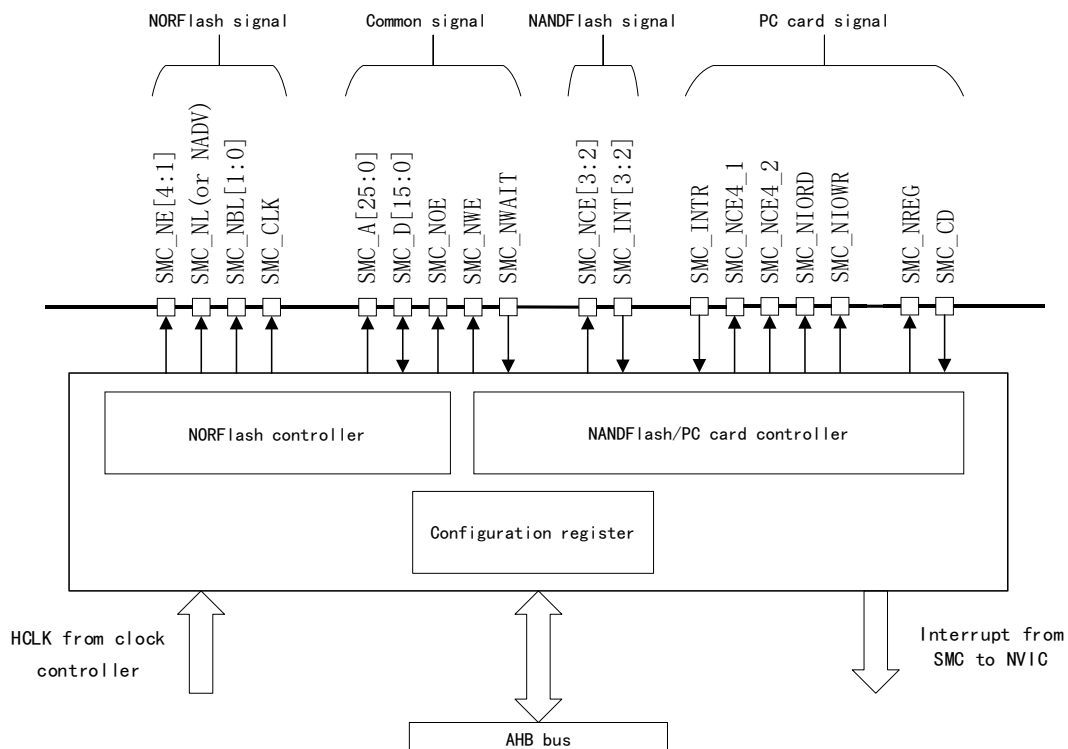 NORFlash signal
Common signal
NANDFlash signal
PC card signal
SMC_NE[4:1]
SMC_NL(or NADV)
SMC_NBL[1:0]
SMC_CLK
SMC_A[25:0]
SMC_D[15:0]
SMC_NOE
SMC_NWE
SMC_NWAIT
SMC_NCE[3:2]
SMC_INT[3:2]
SMC_INTR
SMC_NCE4_1
SMC_NCE4_2
SMC_NIORD
SMC_NIOWR
SMC_NREG
SMC_CD
NORFlash controller
NANDFlash/PC card controller
Configuration register
HCLK from clock
controller
Interrupt from
SMC to NVIC
AHB bus